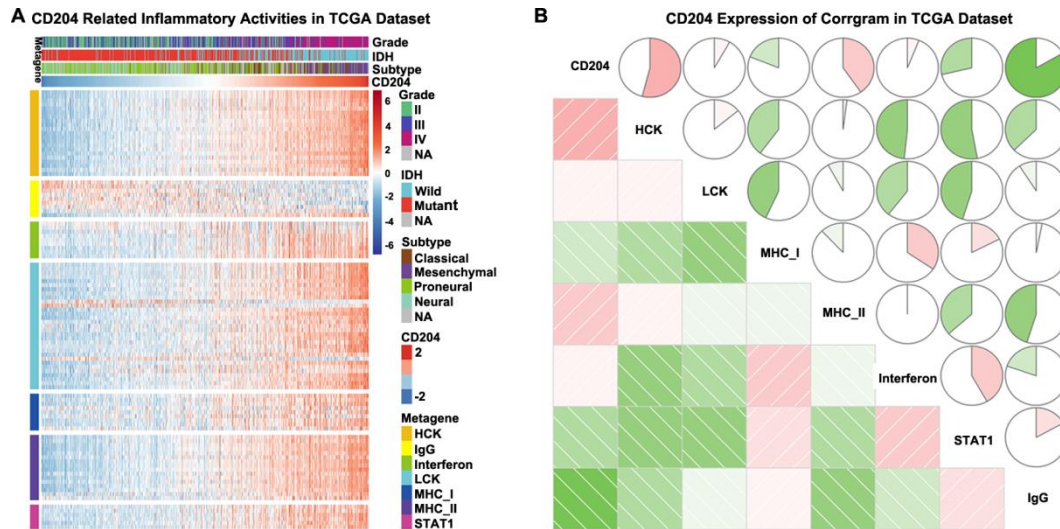 A
CD204 Related Inflammatory Activities in TCGA Dataset
Metagene
Grade
IDH
Subtype
CD204
6
4
2
0
-2
-4
-6
Grade
II
III
IV
NA
IDH
Wild
Mutant
NA
Subtype
Classical
Mesenchymal
Proneural
Neural
NA
CD204
2
-2
Metagene
HCK
IgG
Interferon
LCK
MHC_I
MHC_II
STAT1
B
CD204 Expression of Corrgram in TCGA Dataset
CD204
HCK
LCK
MHC_I
MHC_II
Interferon
STAT1
IgG